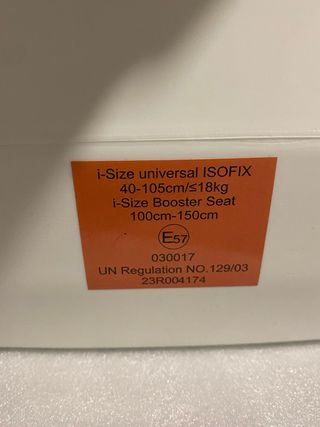 i-Size universal ISOFIX
40-105cm/≤18kg
i-Size Booster Seat
100cm-150cm
E57
030017
UN Regulation NO.129/03
23R004174